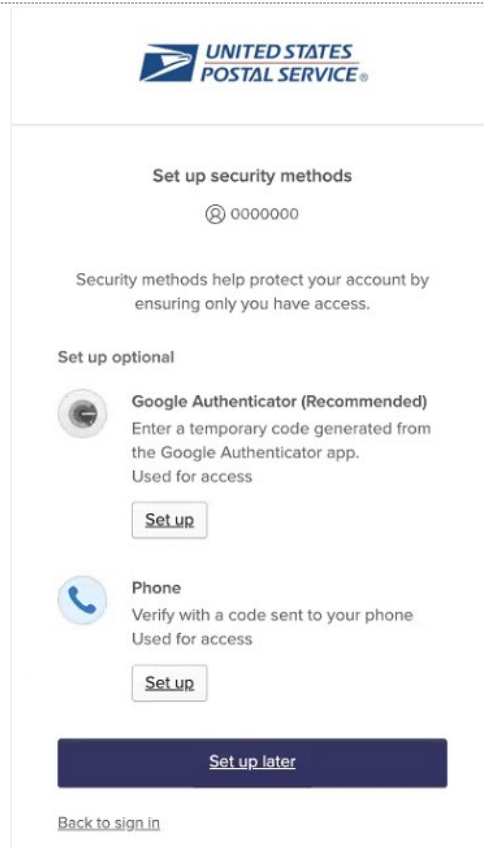 UNITED STATES
POSTAL SERVICE®
Set up security methods
0000000
Security methods help protect your account by
ensuring only you have access.
Set up optional
Google Authenticator (Recommended)
Enter a temporary code generated from
the Google Authenticator app.
Used for access
Set up
Phone
Verify with a code sent to your phone
Used for access
Set up
Set up later
Back to sign in